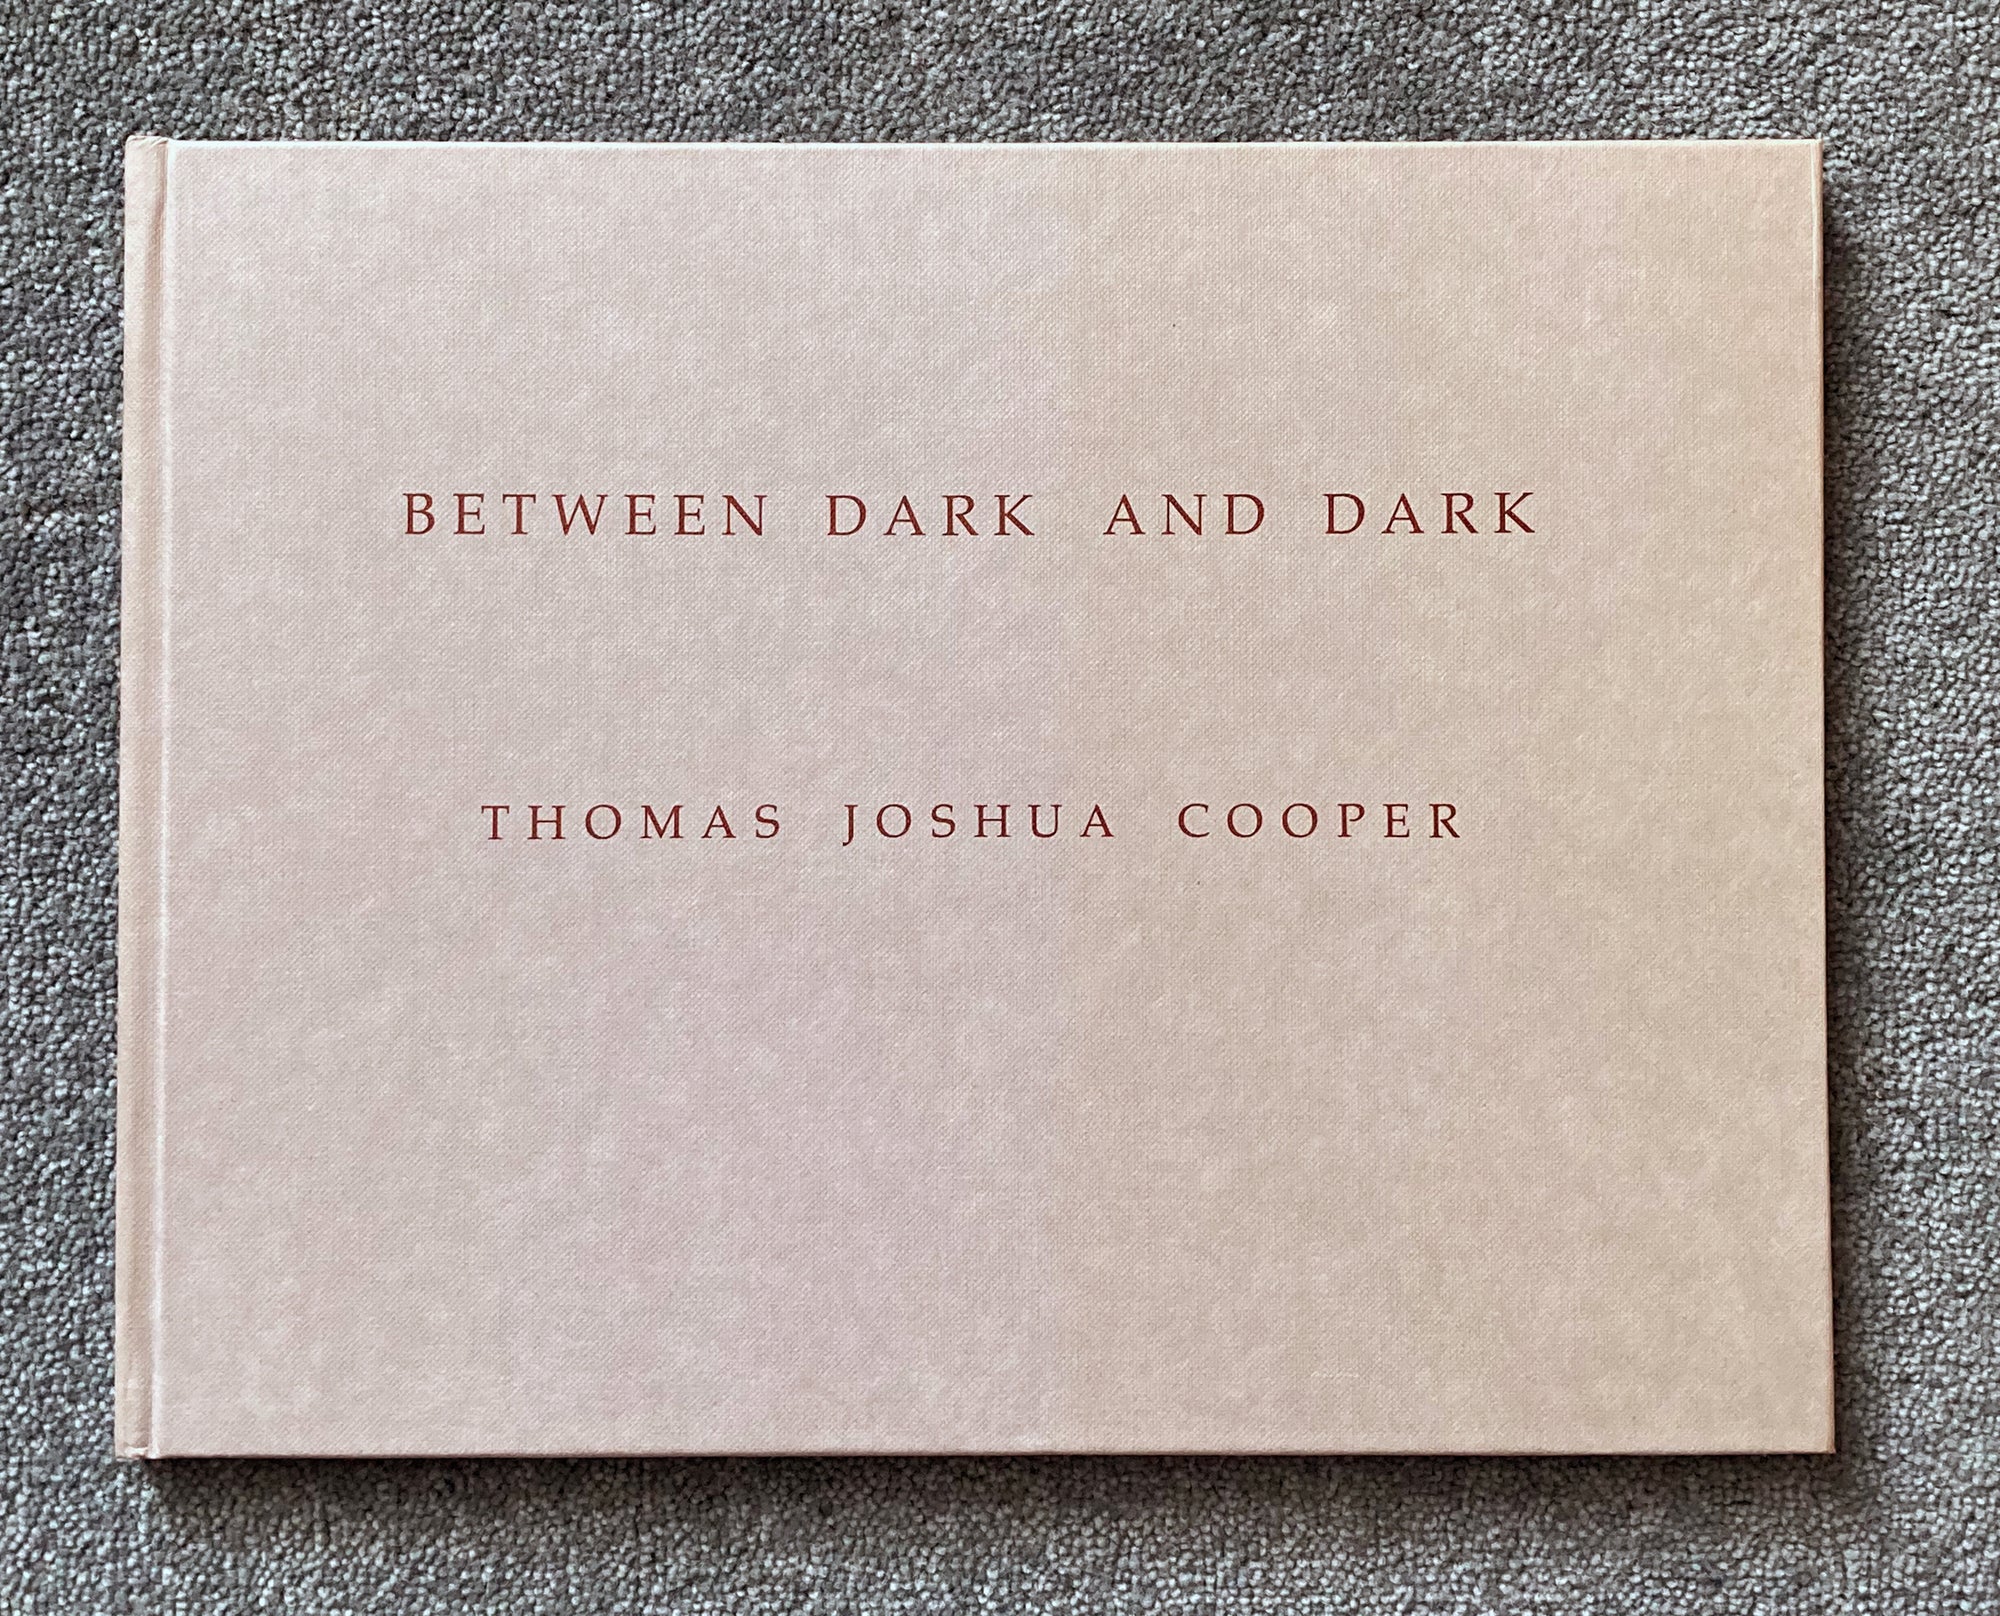 BETWEEN DARK AND DARK
THOMAS JOSHUA COOPER